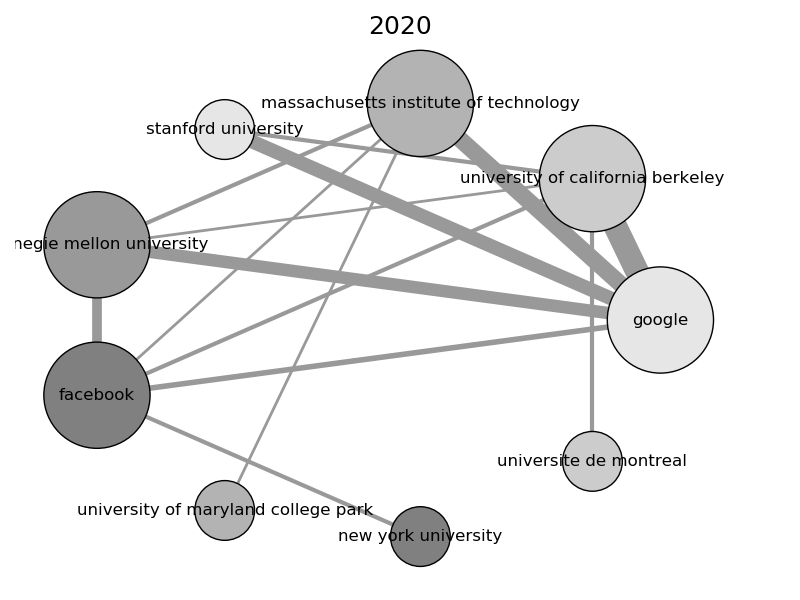 2020
massachusetts institute of technology
stanford university
university of california berkeley
negie mellon university
google
facebook
universite de montreal
university of maryland college park
new york university